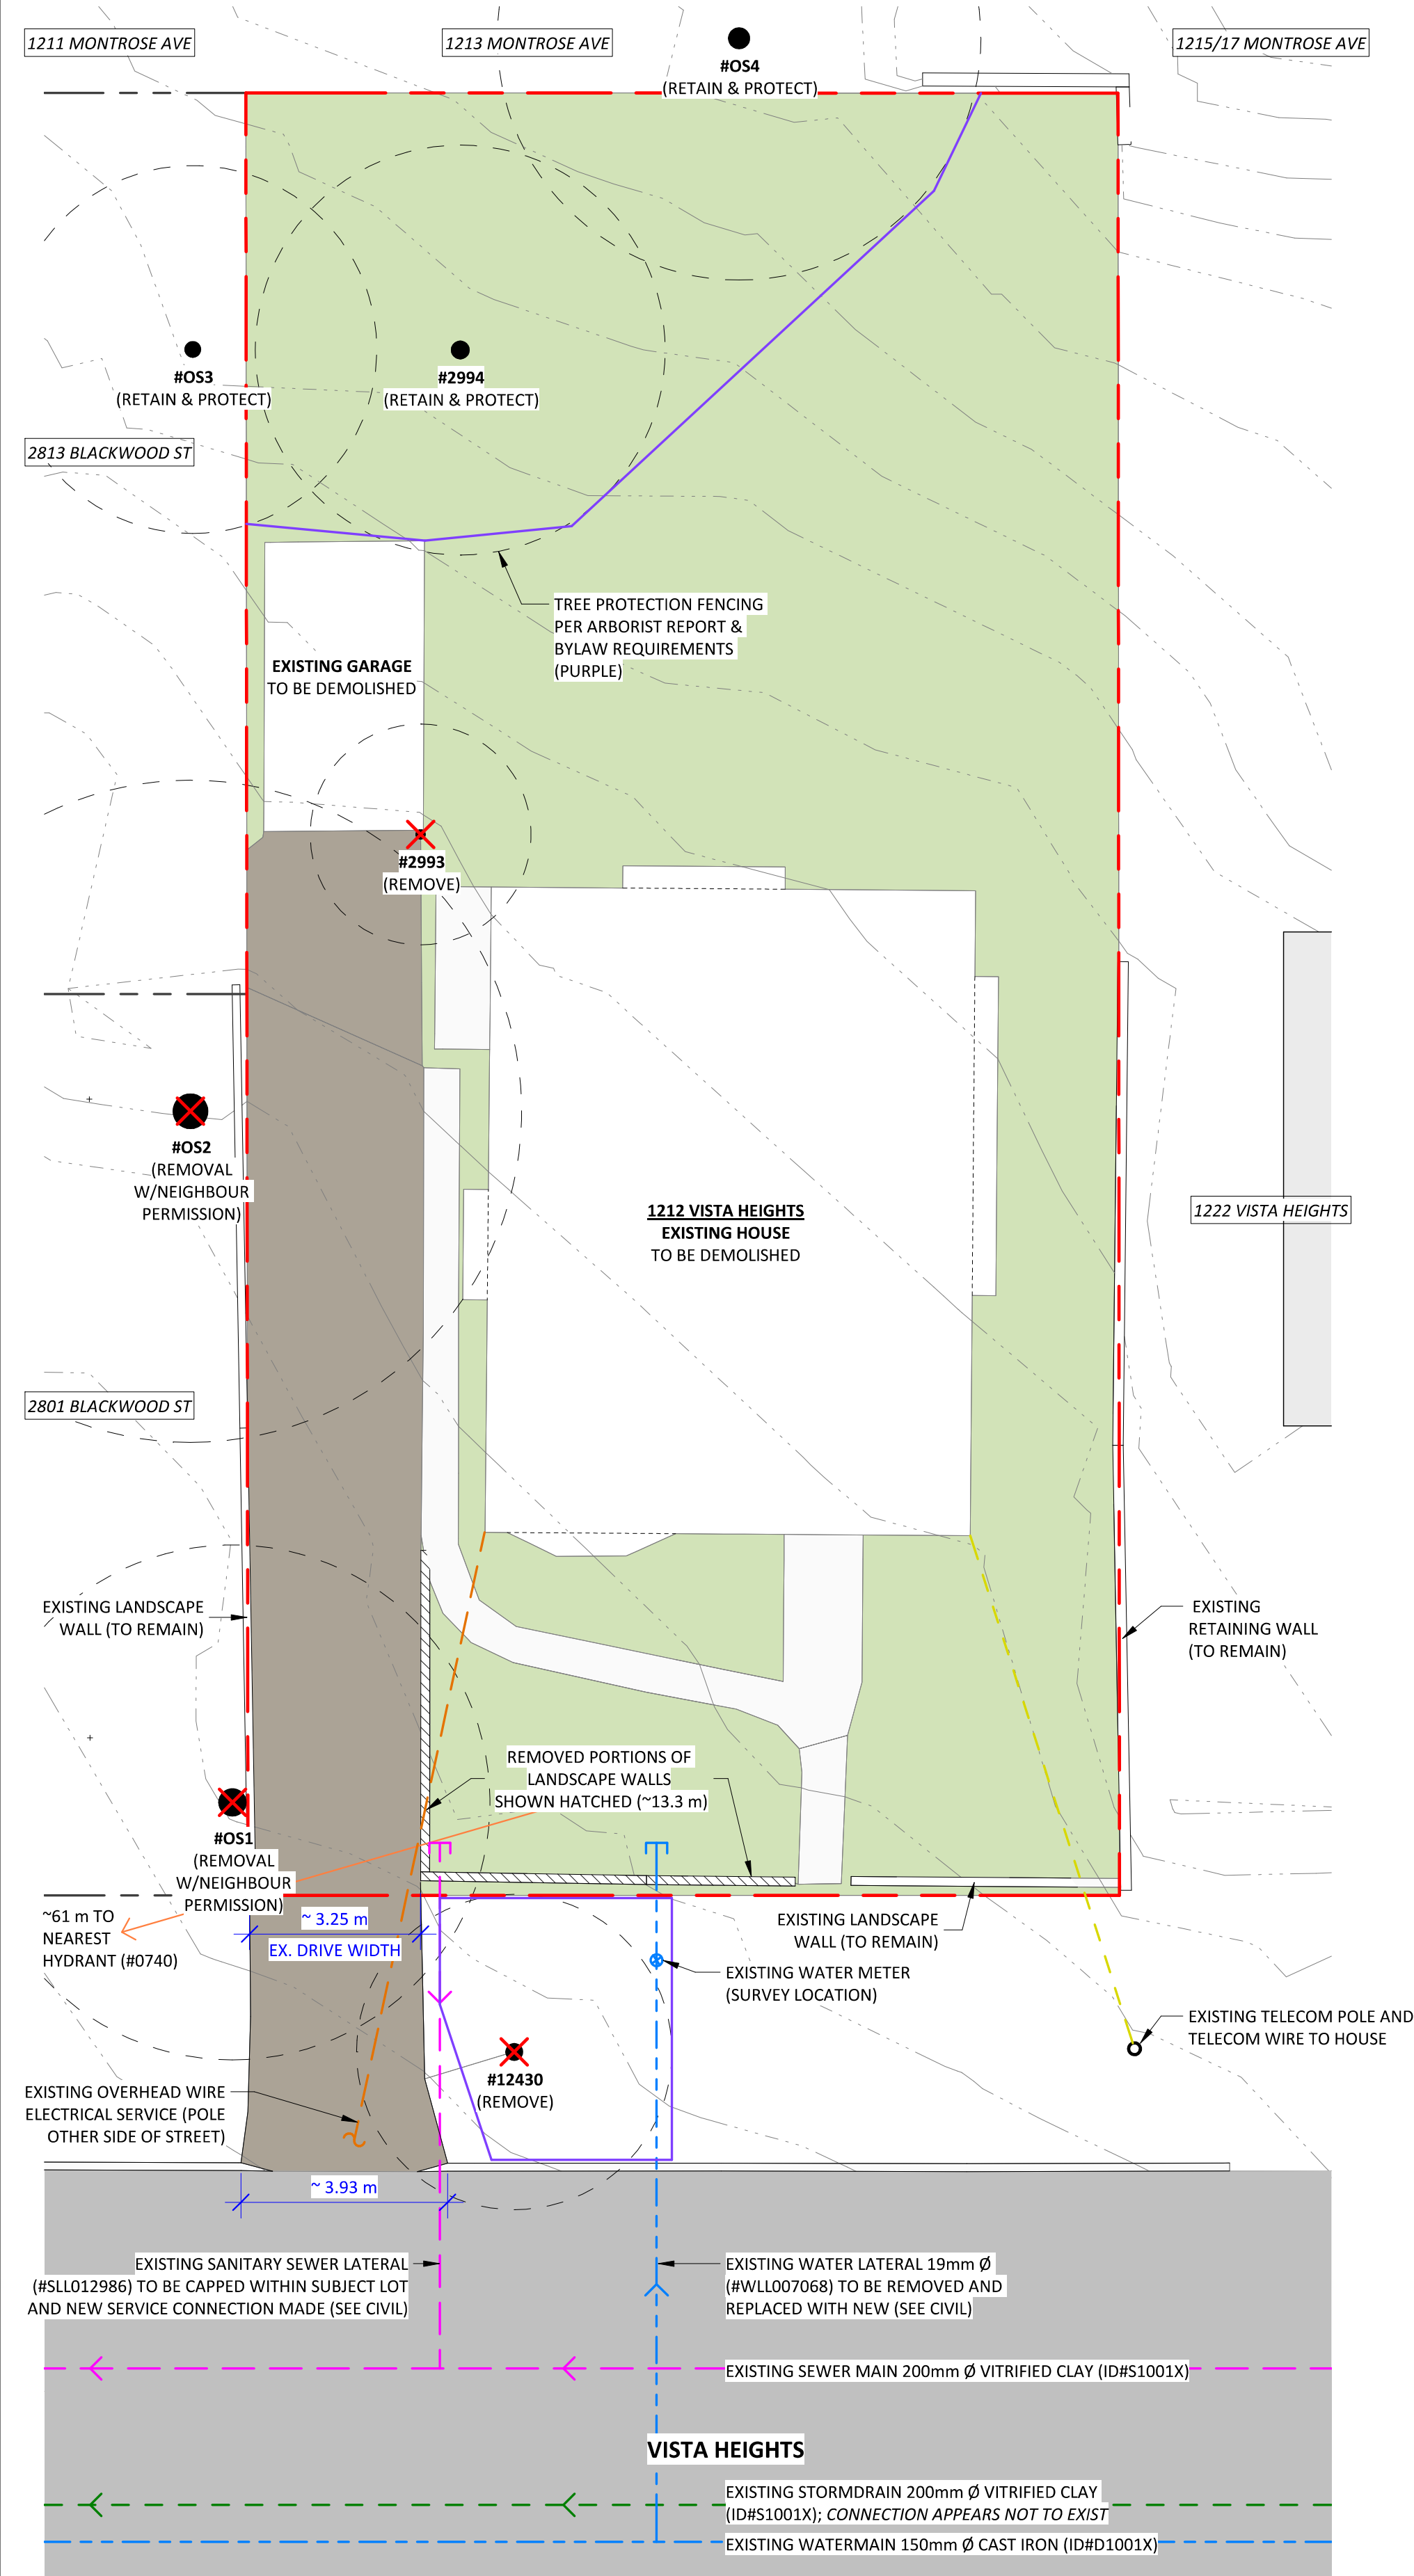 1211 MONTROSE AVE
1213 MONTROSE AVE
1215/17 MONTROSE AVE
#OS4
(RETAIN & PROTECT)
#OS3
(RETAIN & PROTECT)
#2994
(RETAIN & PROTECT)
2813 BLACKWOOD ST
TREE PROTECTION FENCING
PER ARBORIST REPORT &
BYLAW REQUIREMENTS
(PURPLE)
EXISTING GARAGE
TO BE DEMOLISHED
#2993
(REMOVE)
#OS2
(REMOVAL
W/NEIGHBOUR
PERMISSION)
1212 VISTA HEIGHTS
EXISTING HOUSE
TO BE DEMOLISHED
1222 VISTA HEIGHTS
2801 BLACKWOOD ST
EXISTING LANDSCAPE
WALL (TO REMAIN)
EXISTING
RETAINING WALL
(TO REMAIN)
REMOVED PORTIONS OF
LANDSCAPE WALLS
SHOWN HATCHED (~13.3 m)
#OS1
(REMOVAL
W/NEIGHBOUR
PERMISSION)
~61 m TO
NEAREST
HYDRANT (#0740)
~ 3.25 m
EX. DRIVE WIDTH
EXISTING LANDSCAPE
WALL (TO REMAIN)
EXISTING WATER METER
(SURVEY LOCATION)
EXISTING TELECOM POLE AND
TELECOM WIRE TO HOUSE
#12430
(REMOVE)
EXISTING OVERHEAD WIRE
ELECTRICAL SERVICE (POLE
OTHER SIDE OF STREET)
~ 3.93 m
EXISTING SANITARY SEWER LATERAL
(#SLL012986) TO BE CAPPED WITHIN SUBJECT LOT
AND NEW SERVICE CONNECTION MADE (SEE CIVIL)
EXISTING WATER LATERAL 19mm Ø
(#WLL007068) TO BE REMOVED AND
REPLACED WITH NEW (SEE CIVIL)
EXISTING SEWER MAIN 200mm Ø VITRIFIED CLAY (ID#S1001X)
VISTA HEIGHTS
EXISTING STORMDRAIN 200mm Ø VITRIFIED CLAY
(ID#S1001X); CONNECTION APPEARS NOT TO EXIST
EXISTING WATERMAIN 150mm Ø CAST IRON (ID#D1001X)